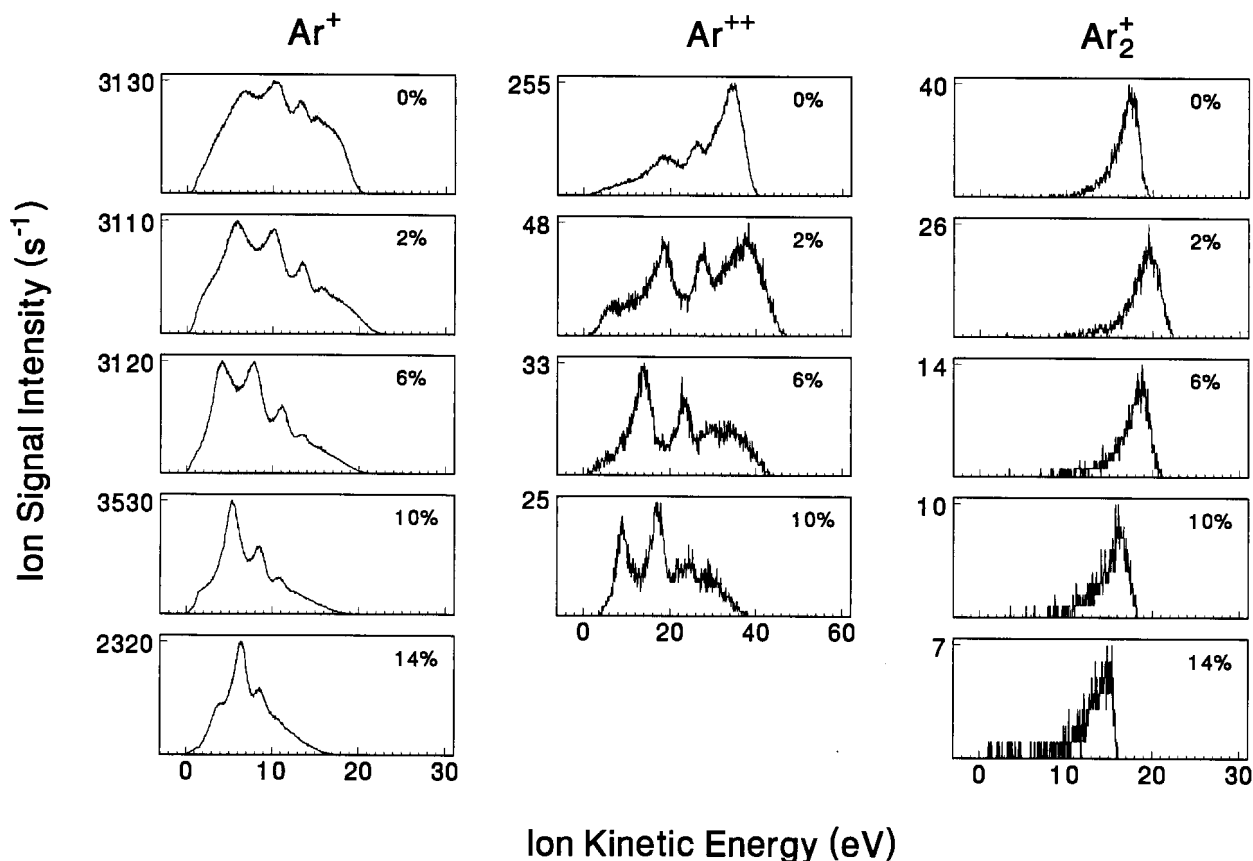 Ar⁺ Ar⁺⁺ Ar₂⁺
3130 0% 255 0% 40 0%
3110 2% 48 2% 26 2%
3120 6% 33 6% 14 6%
3530 10% 25 10% 10 10%
0 20 40 60
2320 14% 7 14%
0 10 20 30 0 10 20 30
Ion Signal Intensity (s⁻¹)
Ion Kinetic Energy (eV)